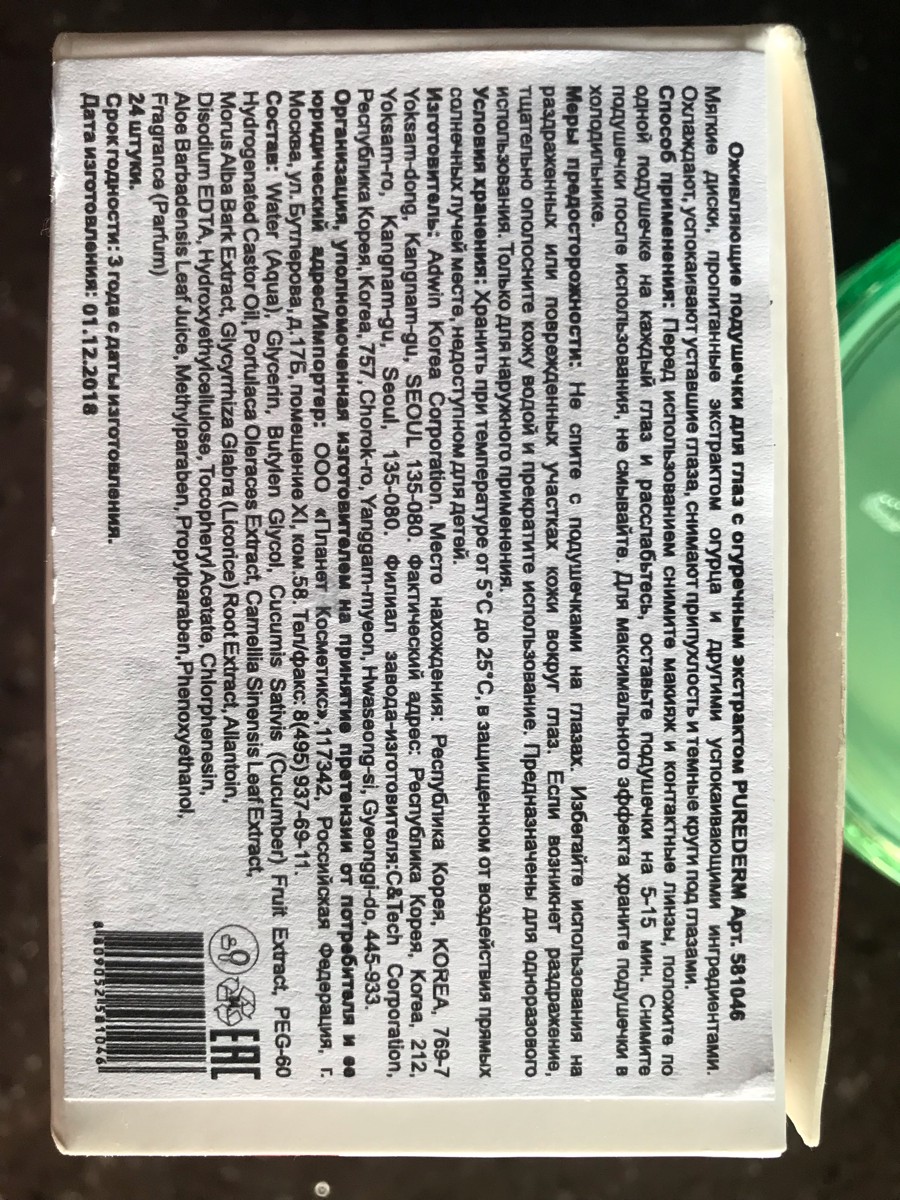 Оживляющие подушечки для глаз с огуречным экстрактом PUREDERM Арт. 581046
Мягкие диски, пропитанные экстрактом огурца и другими успокаивающими ингредиентами.
Охлаждают, успокаивают уставшие глаза, снимают припухлость и темные круги под глазами.
Способ применения: Перед использованием снимите макияж и контактные линзы, положите по
одной подушечке на каждый глаз и расслабьтесь, оставьте подушечки на 5-15 мин. Снимите
подушечки после использования, не смывайте. Для максимального эффекта храните подушечки в
холодильнике.
Меры предосторожности: Не спите с подушечками на глазах. Избегайте использования на
раздраженных или поврежденных участках кожи вокруг глаз. Если возникнет раздражение,
тщательно ополосните кожу водой и прекратите использование. Предназначены для одноразового
использования. Только для наружного применения.
Условия хранения: Хранить при температуре от 5°С до 25°С, в защищенном от воздействия прямых
солнечных лучей месте, недоступном для детей.
Изготовитель: Adwin Korea Corporation. Место нахождения: Республика Корея, KOREA, 769-7
Yoksam-dong, Kangnam-gu, SEOUL 135-080. Фактический адрес: Республика Корея, Korea, 212,
Yoksam-ro, Kangnam-gu, Seoul, 135-080. Филиал завода-изготовителя:C&Tech Corporation,
Республика Корея, Korea, 757, Chorok-ro, Yanggam-myeon, Hwaseong-si, Gyeonggi-do, 445-933.
Организация, уполномоченная изготовителем на принятие претензии от потребителя и ее
юридический адрес/Импортер: ООО «Планет Косметикс»,117342, Российская Федерация, г.
Москва, ул. Бутлерова, д.17Б, помещение XI, ком.58. Тел/факс: 8(495) 937-69-11.
Состав: Water (Aqua), Glycerin, Butylen Glycol, Cucumis Sativis (Cucumber) Fruit Extract, PEG-60
Hydrogenated Castor Oil, Portulaca Oleraces Extract, Camellia Sinensis Leaf Extract,
Morus Alba Bark Extract, Glycyrrhiza Glabra (Licorice) Root Extract, Allantoin,
Disodium EDTA, Hydroxyethylcellulose, Tocopheryl Acetate, Chlorphenesin,
Aloe Barbadensis Leaf Juice, Methylparaben, Propylparaben,Phenoxyethanol,
Fragrance (Parfum)
24 штуки.
Срок годности: 3 года с даты изготовления.
Дата изготовления: 01.12.2018
EAC
8809052581046